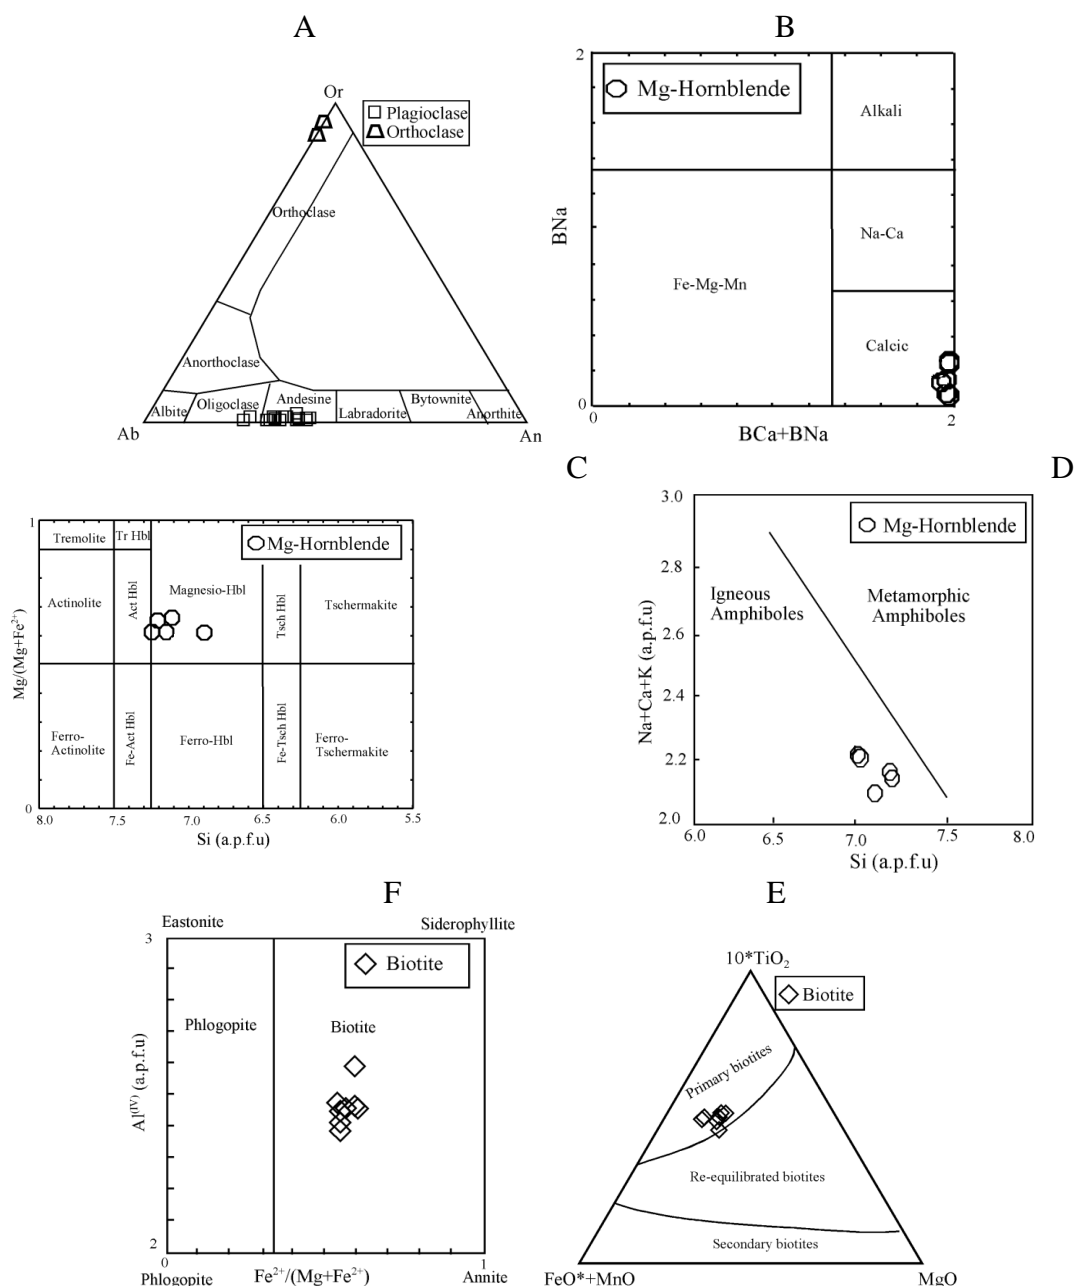 A
Or
Plagioclase
Orthoclase
Orthoclase
Anorthoclase
Albite
Oligoclase
Andesine
Labradorite
Bytownite
Anorthite
Ab
An
B
2
Mg-Hornblende
Alkali
BNa
Na-Ca
Fe-Mg-Mn
Calcic
0
0
2
BCa+BNa
C
1
Tremolite
Tr Hbl
Mg-Hornblende
Actinolite
Act Hbl
Magnesio-Hbl
Tsch Hbl
Tschermakite
Mg/(Mg+Fe²⁺)
Ferro-
Actinolite
Fe-Act Hbl
Ferro-Hbl
Fe-Tsch Hbl
Ferro-
Tschermakite
0
8.0
7.5
7.0
6.5
6.0
5.5
Si (a.p.f.u)
D
3.0
Mg-Hornblende
2.8
Igneous
Amphiboles
Metamorphic
Amphiboles
2.6
Na+Ca+K (a.p.f.u)
2.4
2.2
2.0
6.0
6.5
7.0
7.5
8.0
Si (a.p.f.u)
F
Eastonite
Siderophyllite
3
Biotite
Phlogopite
Biotite
Al⁽ᴵⱽ⁾ (a.p.f.u)
2
0
1
Phlogopite
Fe²⁺/(Mg+Fe²⁺)
Annite
E
10*TiO₂
Biotite
Primary biotites
Re-equilibrated biotites
Secondary biotites
FeO*+MnO
MgO